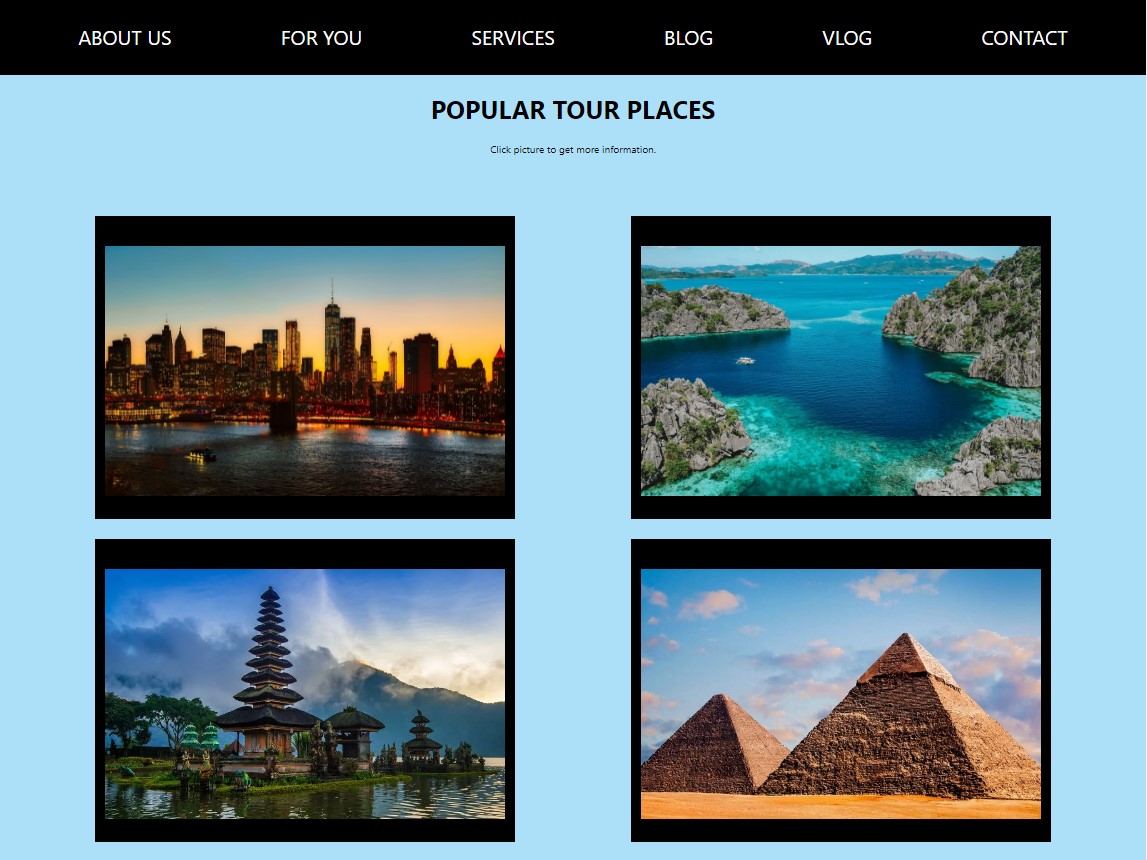 ABOUT US FOR YOU SERVICES BLOG VLOG CONTACT
POPULAR TOUR PLACES
Click picture to get more information.